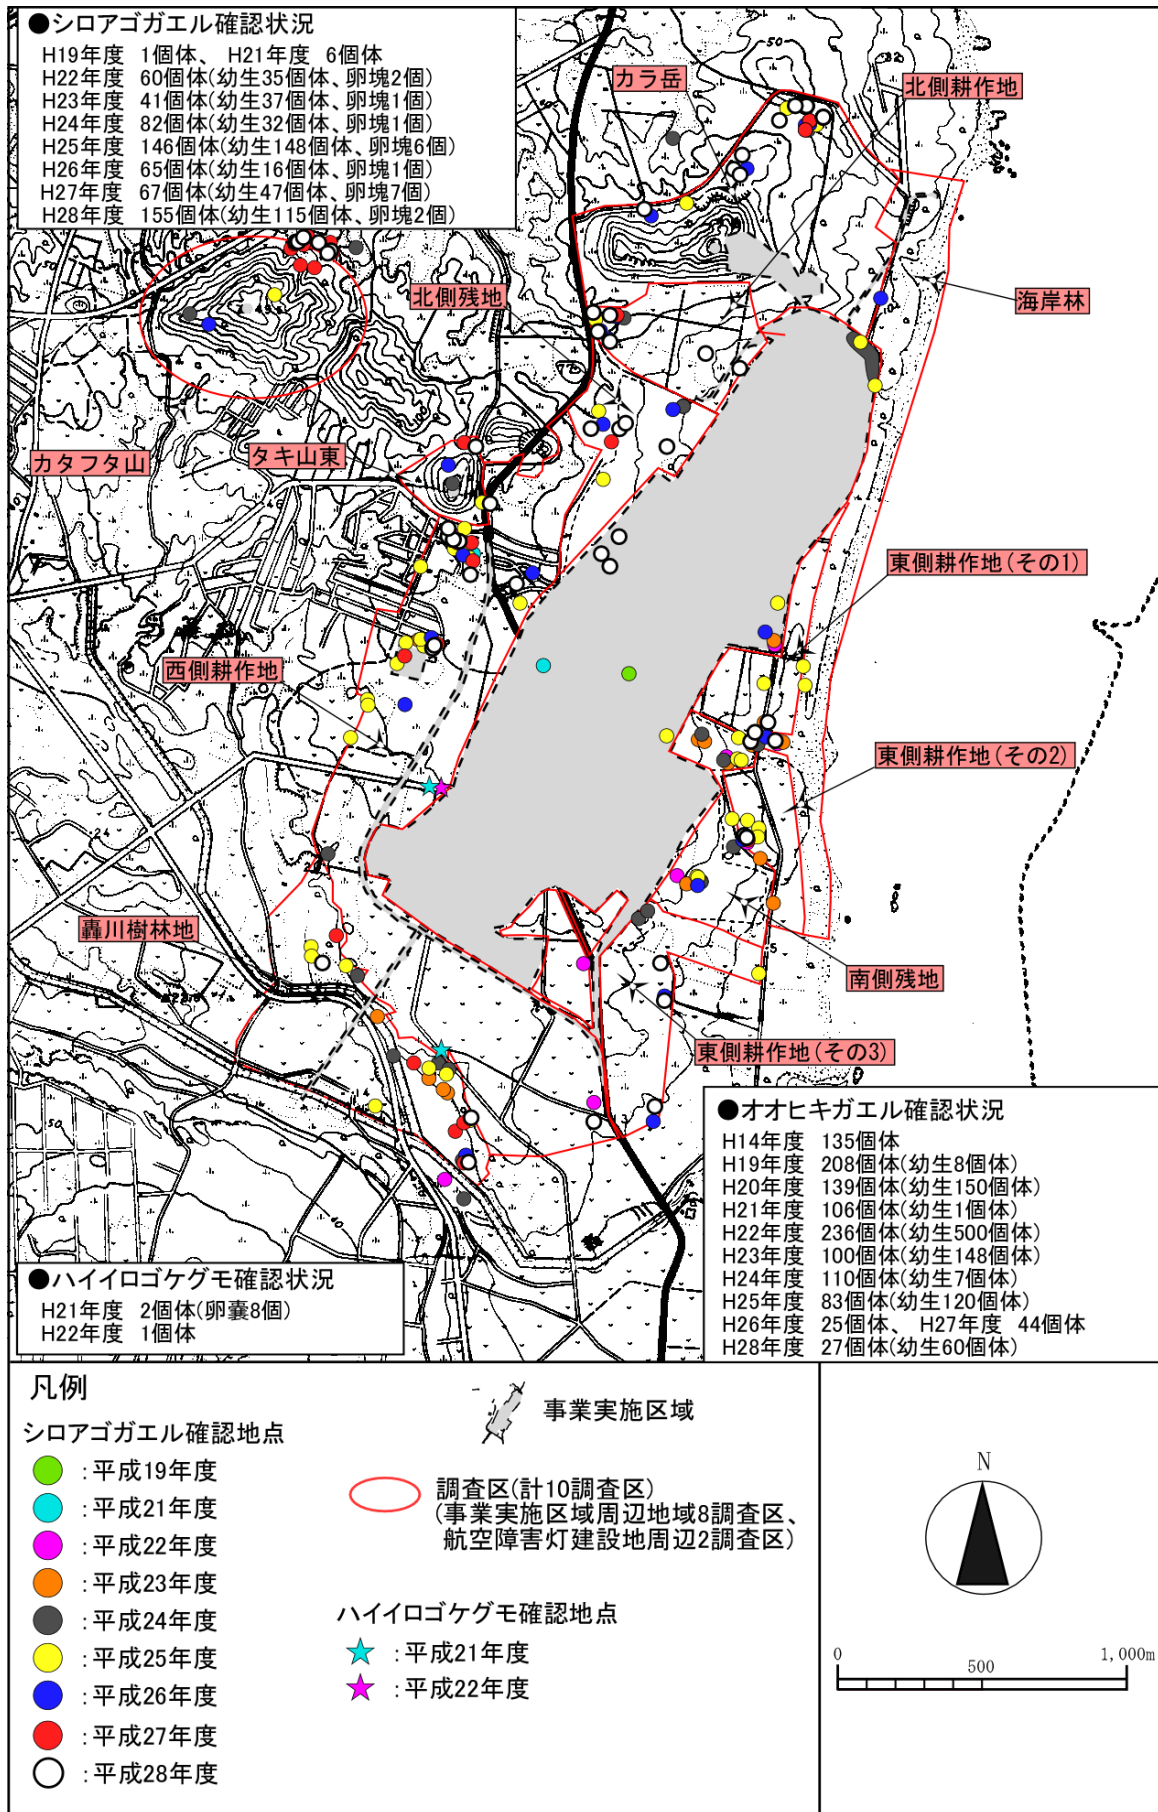 ●シロアゴガエル確認状況
H19年度 1個体、 H21年度 6個体
H22年度 60個体(幼生35個体、卵塊2個)
H23年度 41個体(幼生37個体、卵塊1個)
H24年度 82個体(幼生32個体、卵塊1個)
H25年度 146個体(幼生148個体、卵塊6個)
H26年度 65個体(幼生16個体、卵塊1個)
H27年度 67個体(幼生47個体、卵塊7個)
H28年度 155個体(幼生115個体、卵塊2個)
カラ岳
北側耕作地
海岸林
北側残地
カタフタ山
タキ山東
東側耕作地(その1)
西側耕作地
東側耕作地(その2)
轟川樹林地
南側残地
東側耕作地(その3)
●オオヒキガエル確認状況
H14年度 135個体
H19年度 208個体(幼生8個体)
H20年度 139個体(幼生150個体)
H21年度 106個体(幼生1個体)
H22年度 236個体(幼生500個体)
H23年度 100個体(幼生148個体)
H24年度 110個体(幼生7個体)
H25年度 83個体(幼生120個体)
H26年度 25個体、 H27年度 44個体
H28年度 27個体(幼生60個体)
●ハイイロゴケグモ確認状況
H21年度 2個体(卵嚢8個)
H22年度 1個体
凡例
シロアゴガエル確認地点
:平成19年度
:平成21年度
:平成22年度
:平成23年度
:平成24年度
:平成25年度
:平成26年度
:平成27年度
:平成28年度
事業実施区域
調査区(計10調査区)
(事業実施区域周辺地域8調査区、
航空障害灯建設地周辺2調査区)
ハイイロゴケグモ確認地点
:平成21年度
:平成22年度
N
0 500 1,000m